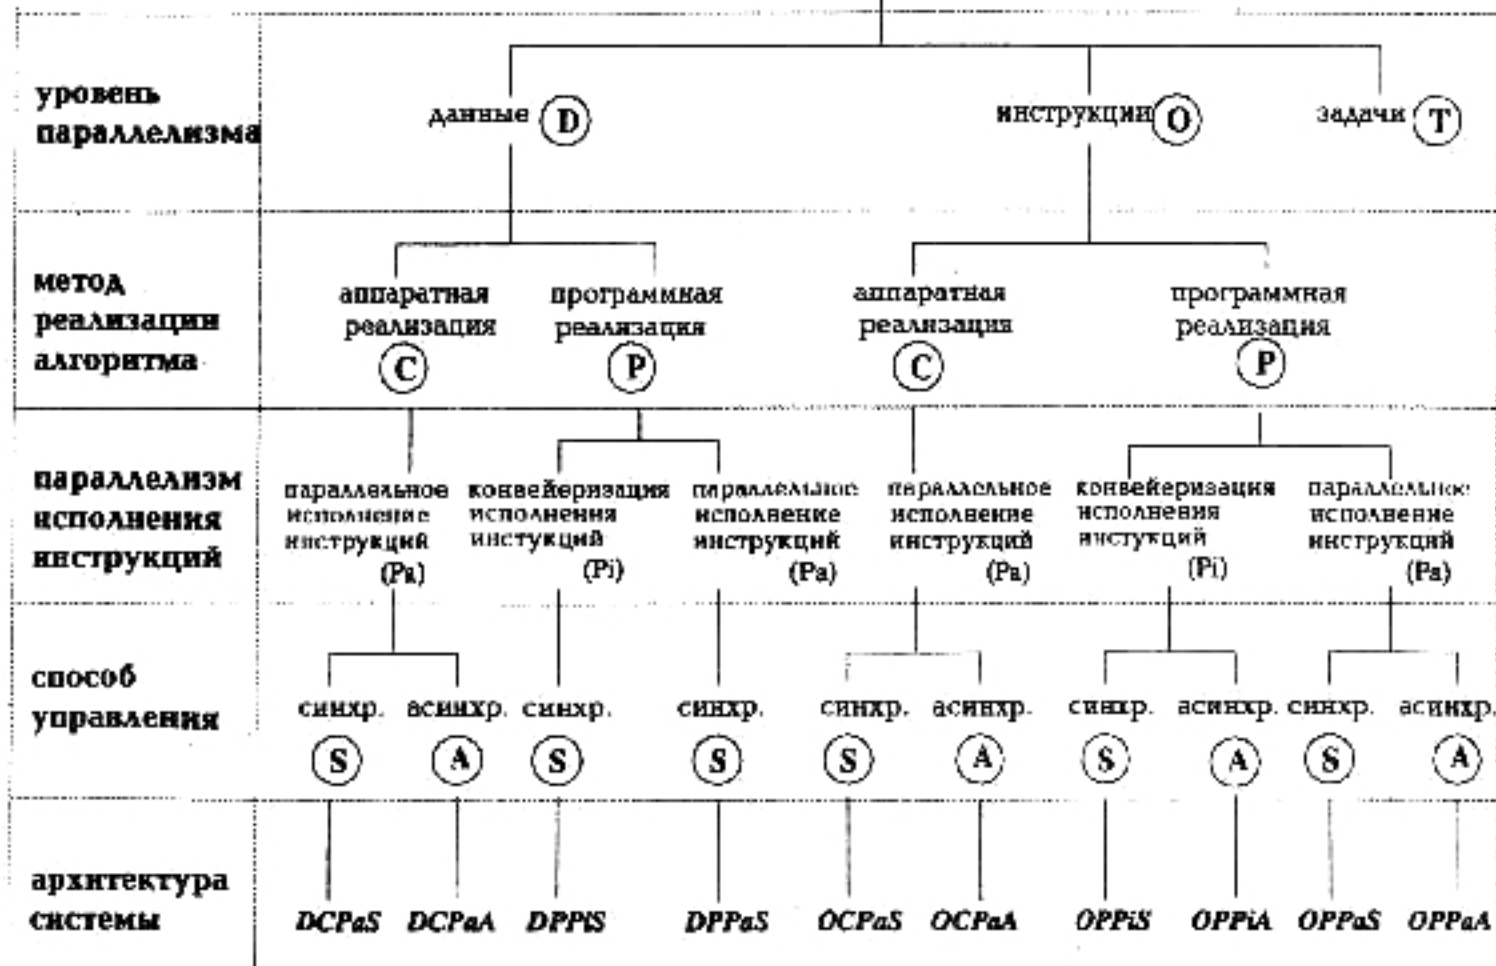 уровень
параллелизма
данные D
инструкции O
задачи T
метод
реализации
алгоритма
аппаратная
реализация
C
программная
реализация
P
аппаратная
реализация
C
программная
реализация
P
параллелизм
исполнения
инструкций
параллельное
исполнение
инструкций
(Pa)
конвейеризация
исполнения
инстукций
(Pi)
параллельное
исполнение
инструкций
(Pa)
параллельное
исполнение
инструкций
(Pa)
конвейеризация
исполнения
инстукций
(Pi)
параллельное
исполнение
инструкций
(Pa)
способ
управления
синхр. асинхр. синхр. синхр. синхр. асинхр. синхр. асинхр. синхр. асинхр.
S A S S S A S A S A
архитектура
системы
DCPaS DCPaA DPPiS DPPaS OCPaS OCPaA OPPiS OPPiA OPPaS OPPaA